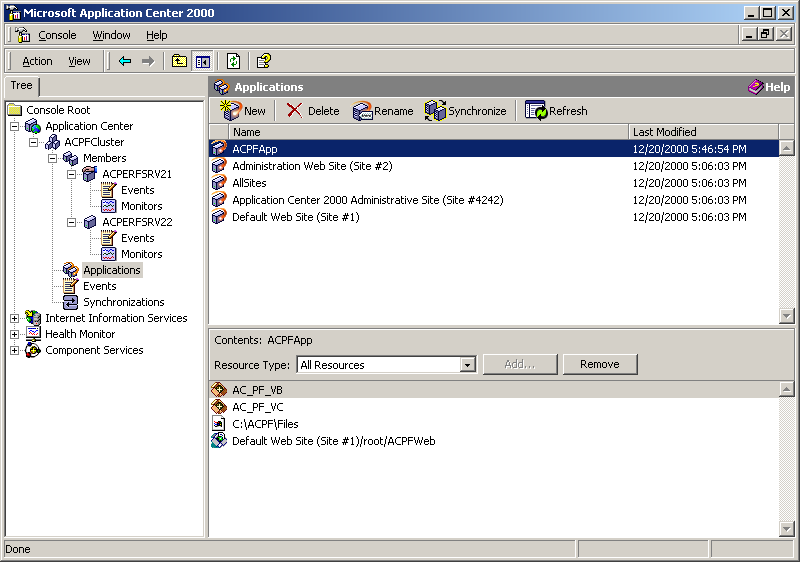 Microsoft Application Center 2000
Console Window Help
Action View
Tree
Console Root
Application Center
ACPFCluster
Members
ACPERFSRV21
Events
Monitors
ACPERFSRV22
Events
Monitors
Applications
Events
Synchronizations
Internet Information Services
Health Monitor
Component Services
Applications Help
New Delete Rename Synchronize Refresh
Name Last Modified
ACPFApp 12/20/2000 5:46:54 PM
Administration Web Site (Site #2) 12/20/2000 5:06:03 PM
AllSites 12/20/2000 5:06:03 PM
Application Center 2000 Administrative Site (Site #4242) 12/20/2000 5:06:03 PM
Default Web Site (Site #1) 12/20/2000 5:06:03 PM
Contents: ACPFApp
Resource Type: All Resources Add... Remove
AC_PF_VB
AC_PF_VC
C:\ACPF\Files
Default Web Site (Site #1)/root/ACPFWeb
Done